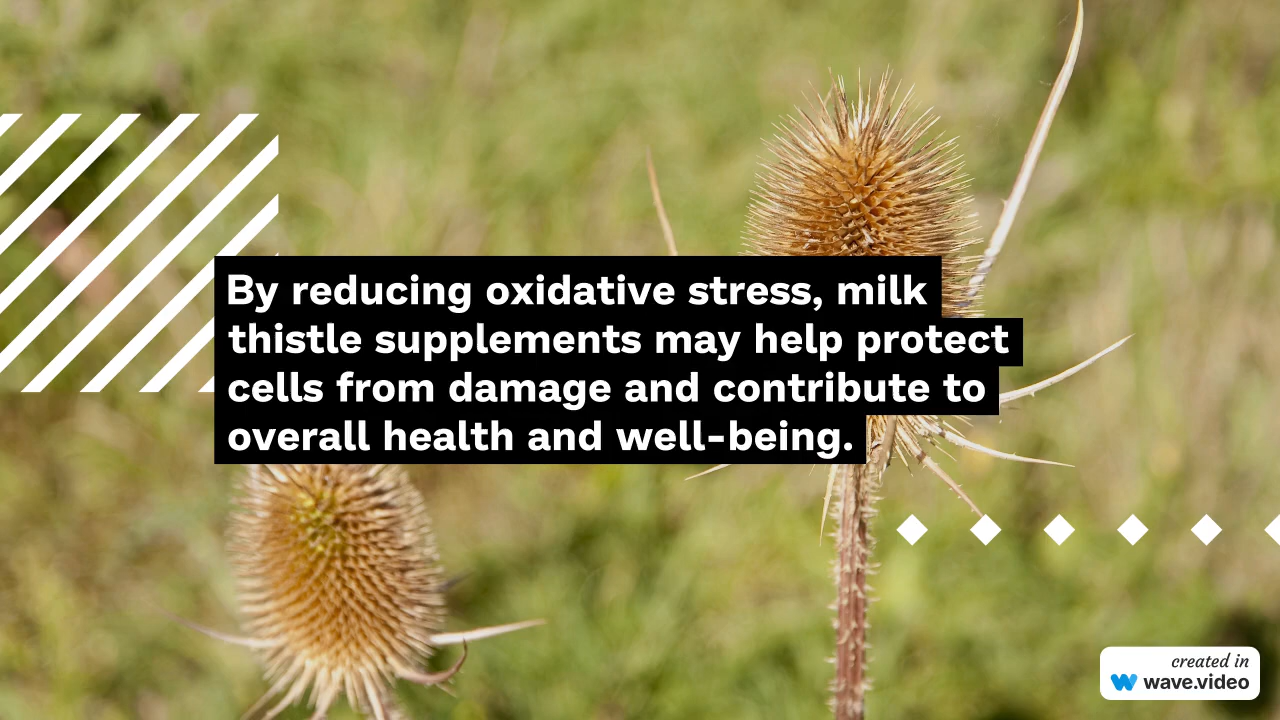 By reducing oxidative stress, milk
thistle supplements may help protect
cells from damage and contribute to
overall health and well-being.
created in
wave.video